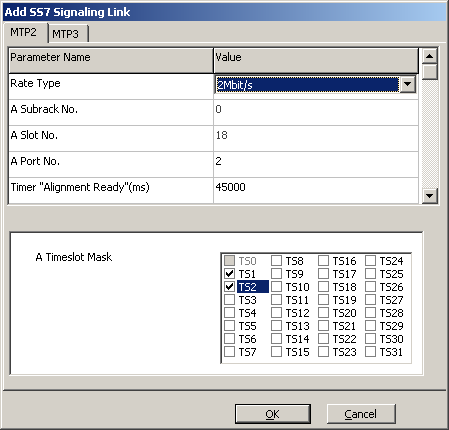 Add SS7 Signaling Link
MTP2 MTP3
Parameter Name Value
Rate Type 2Mbit/s
A Subrack No. 0
A Slot No. 18
A Port No. 2
Timer "Alignment Ready"(ms) 45000
A Timeslot Mask
TS0 TS8 TS16 TS24
TS1 TS9 TS17 TS25
TS2 TS10 TS18 TS26
TS3 TS11 TS19 TS27
TS4 TS12 TS20 TS28
TS5 TS13 TS21 TS29
TS6 TS14 TS22 TS30
TS7 TS15 TS23 TS31
OK Cancel